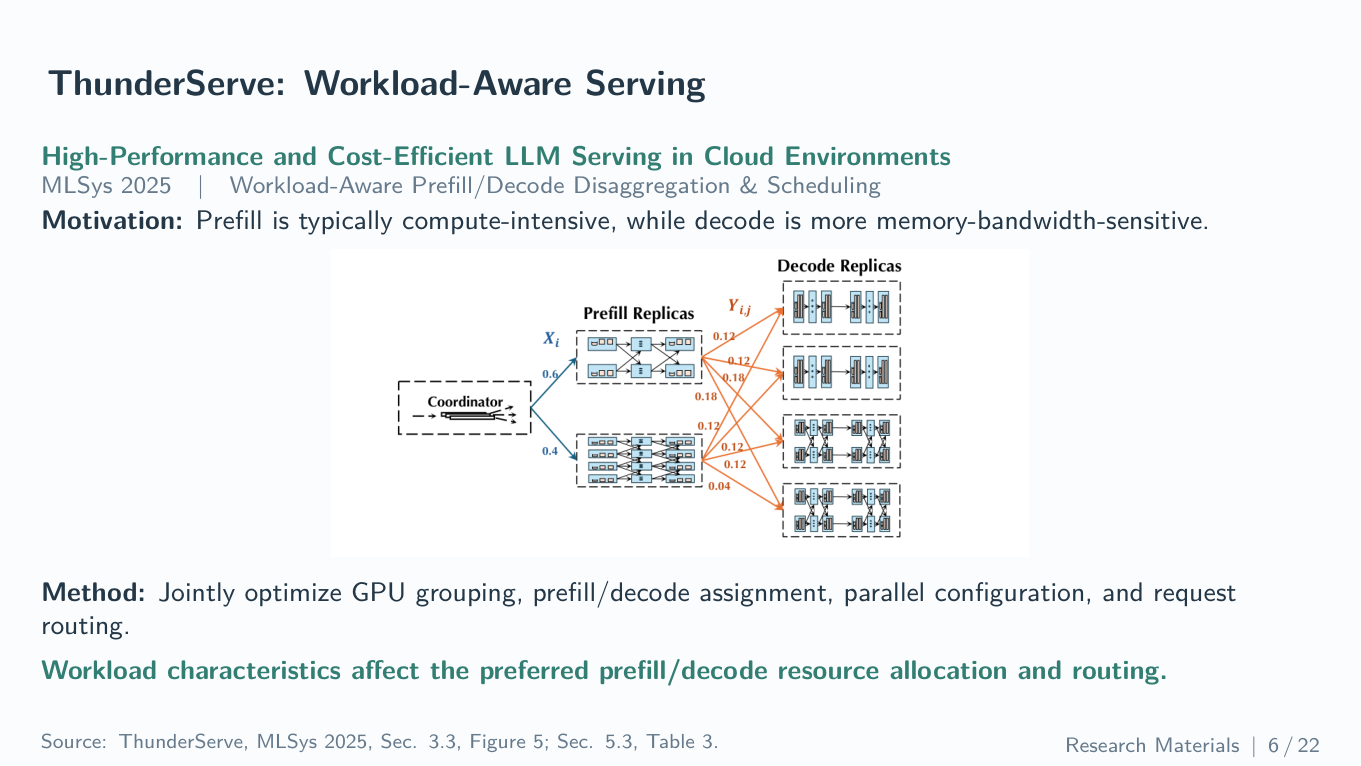 ThunderServe: Workload-Aware Serving
High-Performance and Cost-Efficient LLM Serving in Cloud Environments
MLSys 2025 | Workload-Aware Prefill/Decode Disaggregation & Scheduling
Motivation: Prefill is typically compute-intensive, while decode is more memory-bandwidth-sensitive.
Decode Replicas
Prefill Replicas
Y_{i,j}
X_i
0.12
0.12
0.6
0.18
0.18
Coordinator
0.12
0.4
0.12
0.12
0.04
Method: Jointly optimize GPU grouping, prefill/decode assignment, parallel configuration, and request
routing.
Workload characteristics affect the preferred prefill/decode resource allocation and routing.
Source: ThunderServe, MLSys 2025, Sec. 3.3, Figure 5; Sec. 5.3, Table 3.
Research Materials | 6 / 22